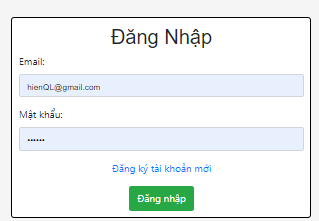 Đăng Nhập
Email:
hienQL@gmail.com
Mật khẩu:
••••••
Đăng ký tài khoản mới
Đăng nhập